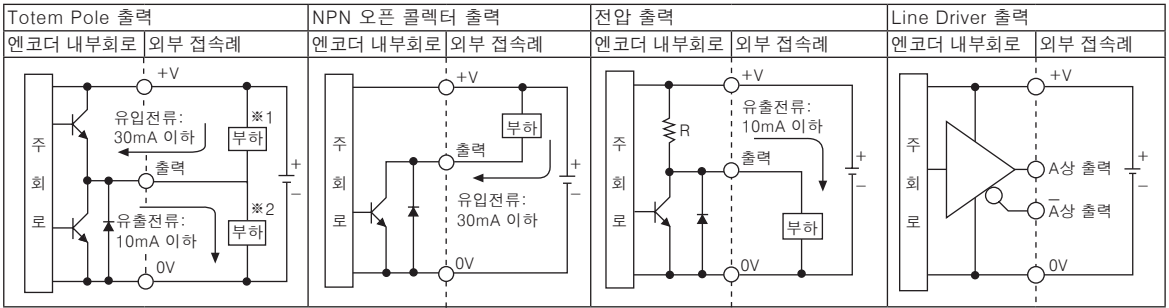 Totem Pole 출력
엔코더 내부회로 외부 접속례
+V
유입전류:
30mA 이하
※1
부하
주
회
로
출력
+
−
유출전류:
10mA 이하
※2
부하
0V
NPN 오픈 콜렉터 출력
엔코더 내부회로 외부 접속례
+V
부하
주
회
로
출력
+
−
유입전류:
30mA 이하
0V
전압 출력
엔코더 내부회로 외부 접속례
+V
유출전류:
10mA 이하
R
주
회
로
출력
+
−
부하
0V
Line Driver 출력
엔코더 내부회로 외부 접속례
+V
주
회
로
A상 출력
+
−
A̅상 출력
0V